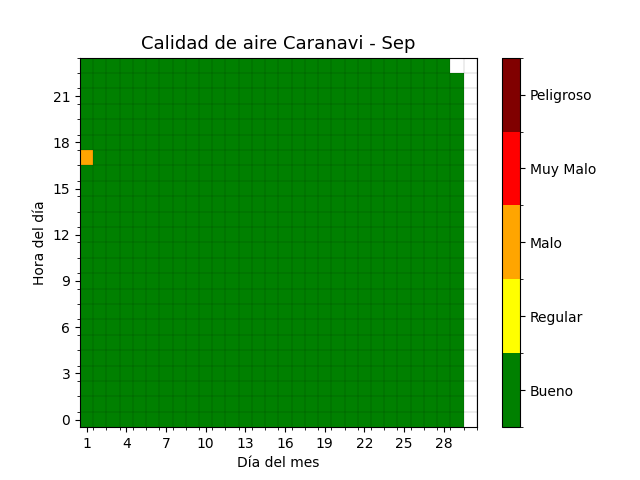 Calidad de aire Caranavi - Sep
Hora del día
21
18
15
12
9
6
3
0
1 4 7 10 13 16 19 22 25 28
Día del mes
Peligroso
Muy Malo
Malo
Regular
Bueno